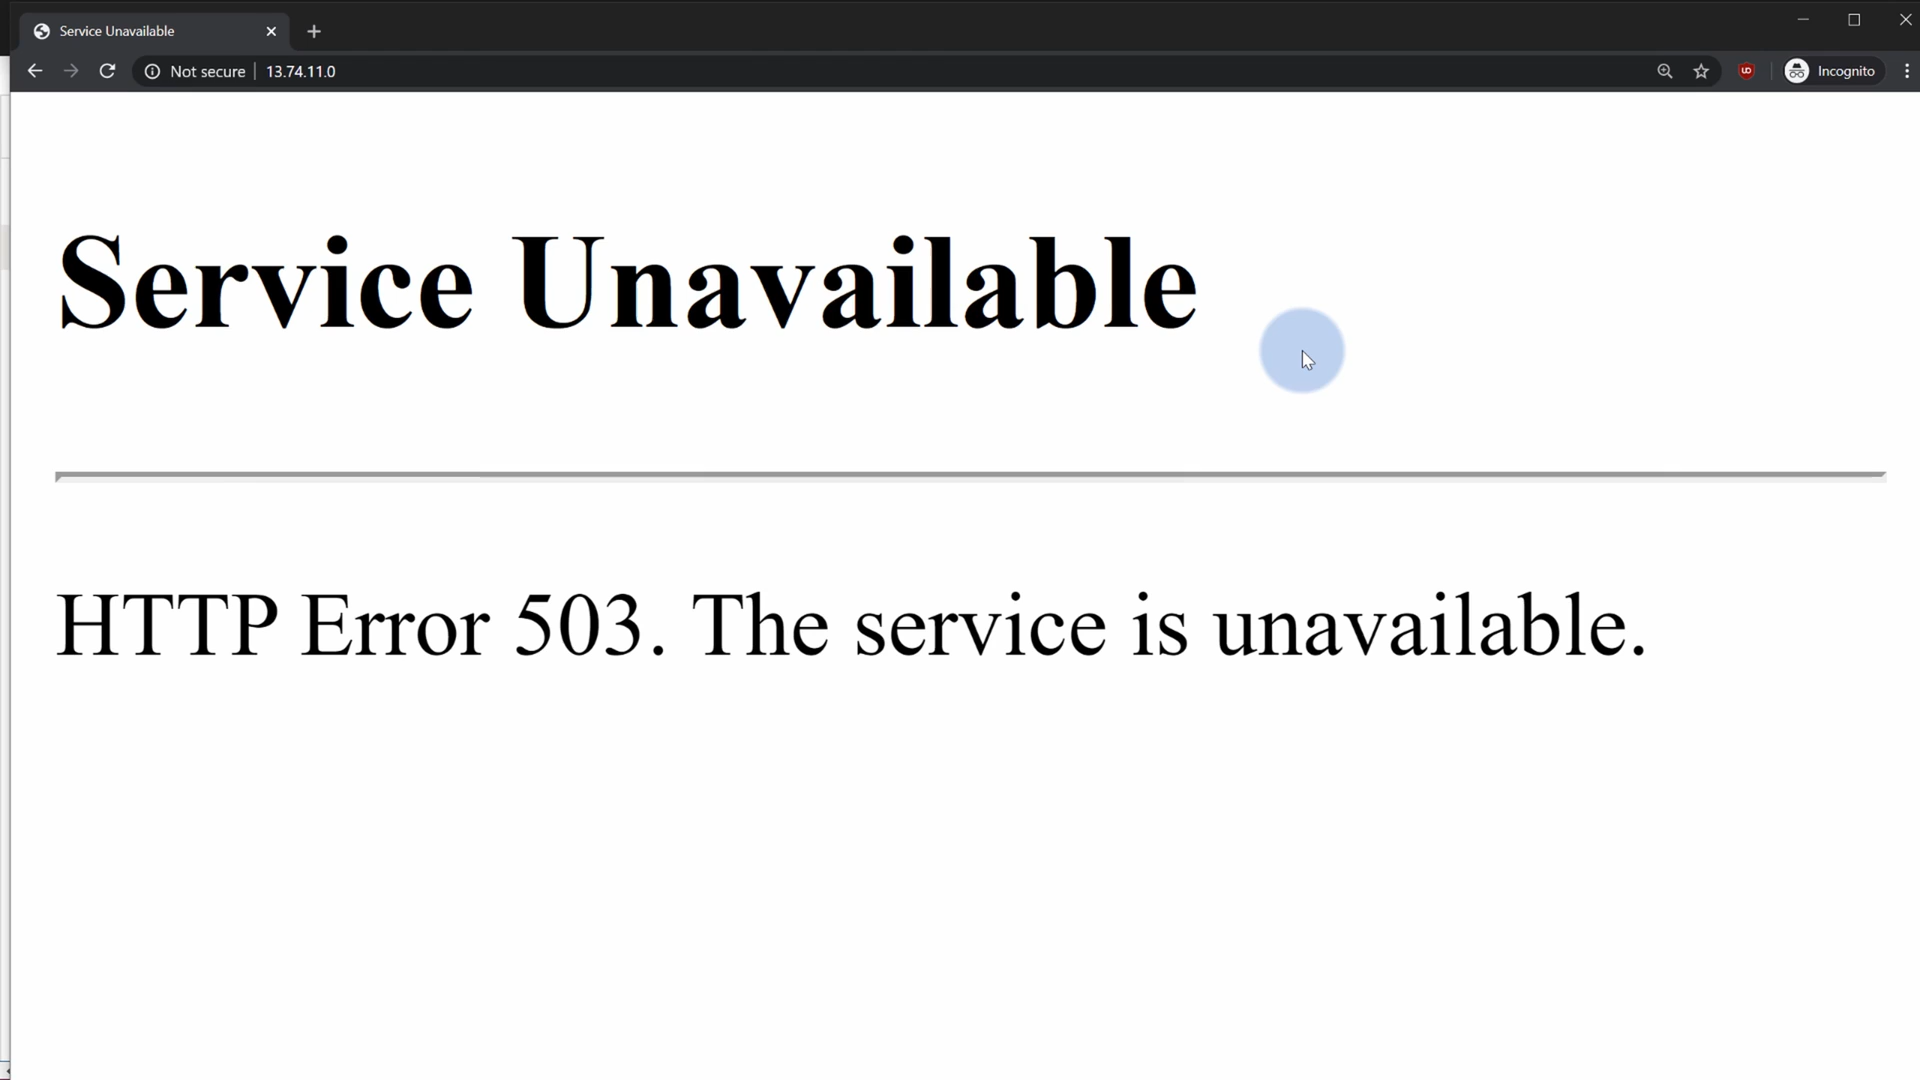 Service Unavailable
Not secure 13.74.11.0
Incognito
Service Unavailable
HTTP Error 503. The service is unavailable.